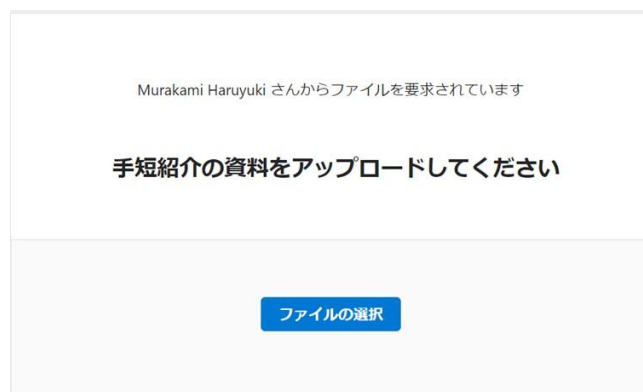 Murakami Haruyuki さんからファイルを要求されています
手短紹介の資料をアップロードしてください
ファイルの選択